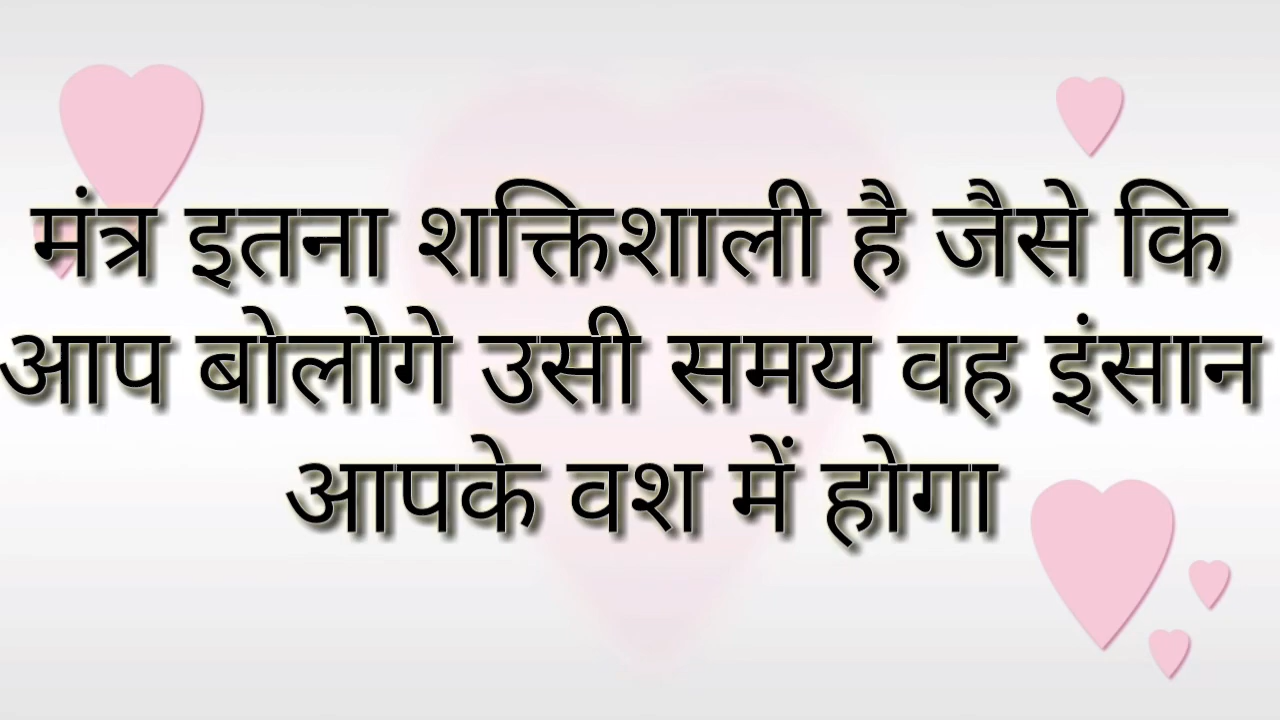 मंत्र इतना शक्तिशाली है जैसे कि
आप बोलोगे उसी समय वह इंसान
आपके वश में होगा